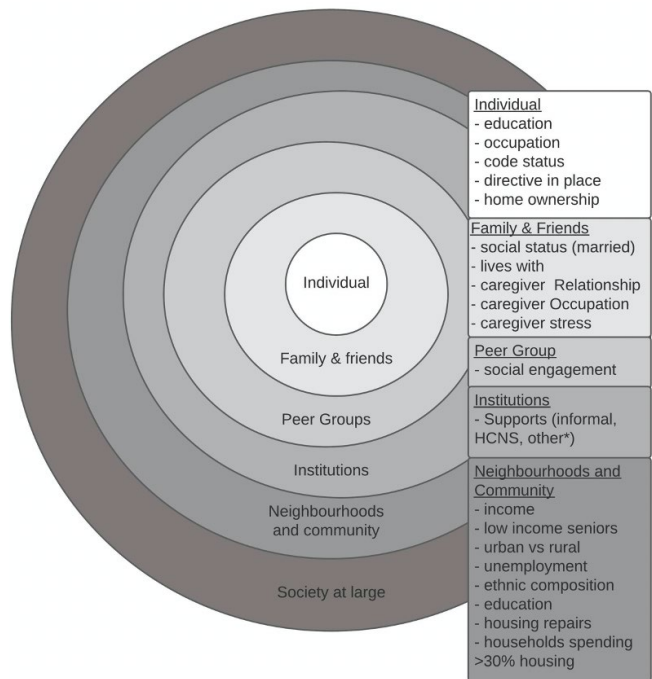 Individual
Family & friends
Peer Groups
Institutions
Neighbourhoods
and community
Society at large
Individual
- education
- occupation
- code status
- directive in place
- home ownership
Family & Friends
- social status (married)
- lives with
- caregiver Relationship
- caregiver Occupation
- caregiver stress
Peer Group
- social engagement
Institutions
- Supports (informal,
HCNS, other*)
Neighbourhoods and
Community
- income
- low income seniors
- urban vs rural
- unemployment
- ethnic composition
- education
- housing repairs
- households spending
>30% housing